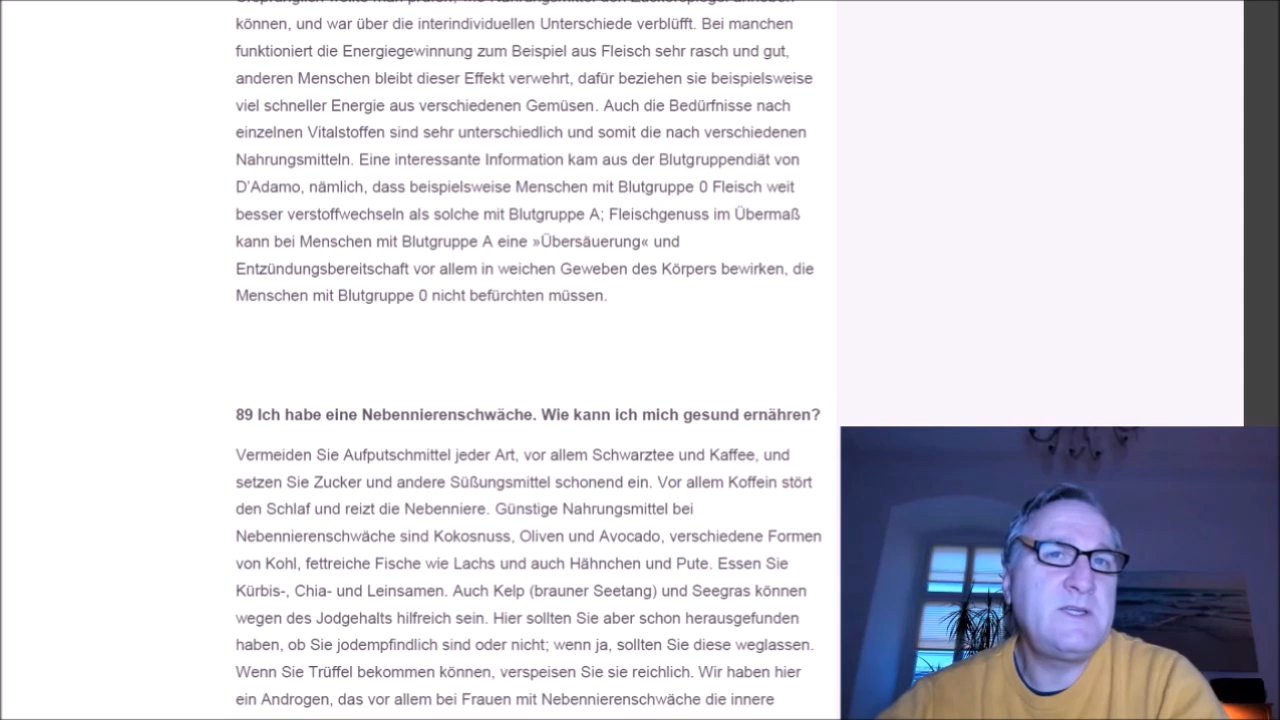 können, und war über die interindividuellen Unterschiede verblüfft. Bei manchen
funktioniert die Energiegewinnung zum Beispiel aus Fleisch sehr rasch und gut,
anderen Menschen bleibt dieser Effekt verwehrt, dafür beziehen sie beispielsweise
viel schneller Energie aus verschiedenen Gemüsen. Auch die Bedürfnisse nach
einzelnen Vitalstoffen sind sehr unterschiedlich und somit die nach verschiedenen
Nahrungsmitteln. Eine interessante Information kam aus der Blutgruppendiät von
D'Adamo, nämlich, dass beispielsweise Menschen mit Blutgruppe 0 Fleisch weit
besser verstoffwechseln als solche mit Blutgruppe A; Fleischgenuss im Übermaß
kann bei Menschen mit Blutgruppe A eine »Übersäuerung« und
Entzündungsbereitschaft vor allem in weichen Geweben des Körpers bewirken, die
Menschen mit Blutgruppe 0 nicht befürchten müssen.
89 Ich habe eine Nebennierenschwäche. Wie kann ich mich gesund ernähren?
Vermeiden Sie Aufputschmittel jeder Art, vor allem Schwarztee und Kaffee, und
setzen Sie Zucker und andere Süßungsmittel schonend ein. Vor allem Koffein stört
den Schlaf und reizt die Nebenniere. Günstige Nahrungsmittel bei
Nebennierenschwäche sind Kokosnuss, Oliven und Avocado, verschiedene Formen
von Kohl, fettreiche Fische wie Lachs und auch Hähnchen und Pute. Essen Sie
Kürbis-, Chia- und Leinsamen. Auch Kelp (brauner Seetang) und Seegras können
wegen des Jodgehalts hilfreich sein. Hier sollten Sie aber schon herausgefunden
haben, ob Sie jodempfindlich sind oder nicht; wenn ja, sollten Sie diese weglassen.
Wenn Sie Trüffel bekommen können, verspeisen Sie sie reichlich. Wir haben hier
ein Androgen, das vor allem bei Frauen mit Nebennierenschwäche die innere